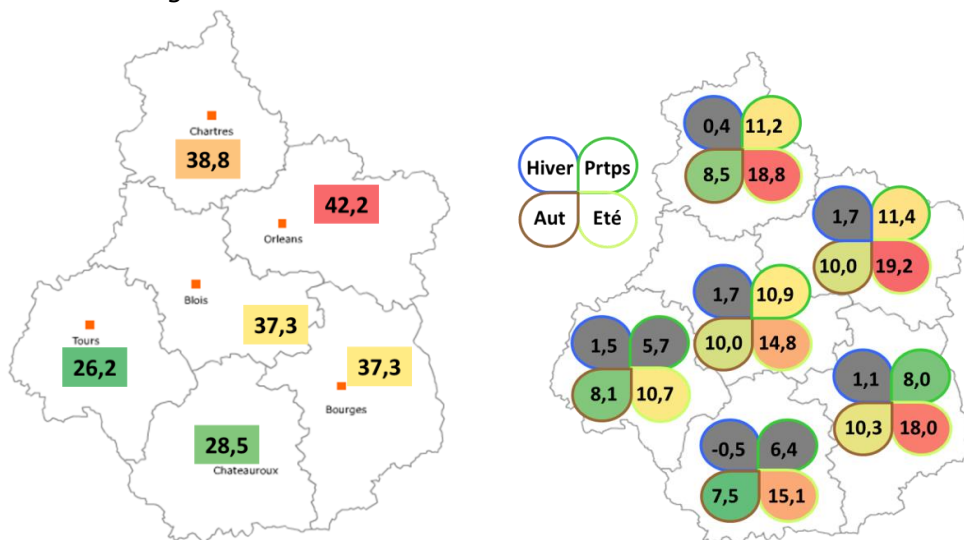 Chartres
38,8
42,2
Orleans
Blois
37,3
Tours
26,2
37,3
Bourges
28,5
Chateauroux
Hiver Prtps
Aut Eté
0,4 11,2
8,5 18,8
1,7 11,4
10,0 19,2
1,7 10,9
10,0 14,8
1,5 5,7
8,1 10,7
1,1 8,0
10,3 18,0
-0,5 6,4
7,5 15,1